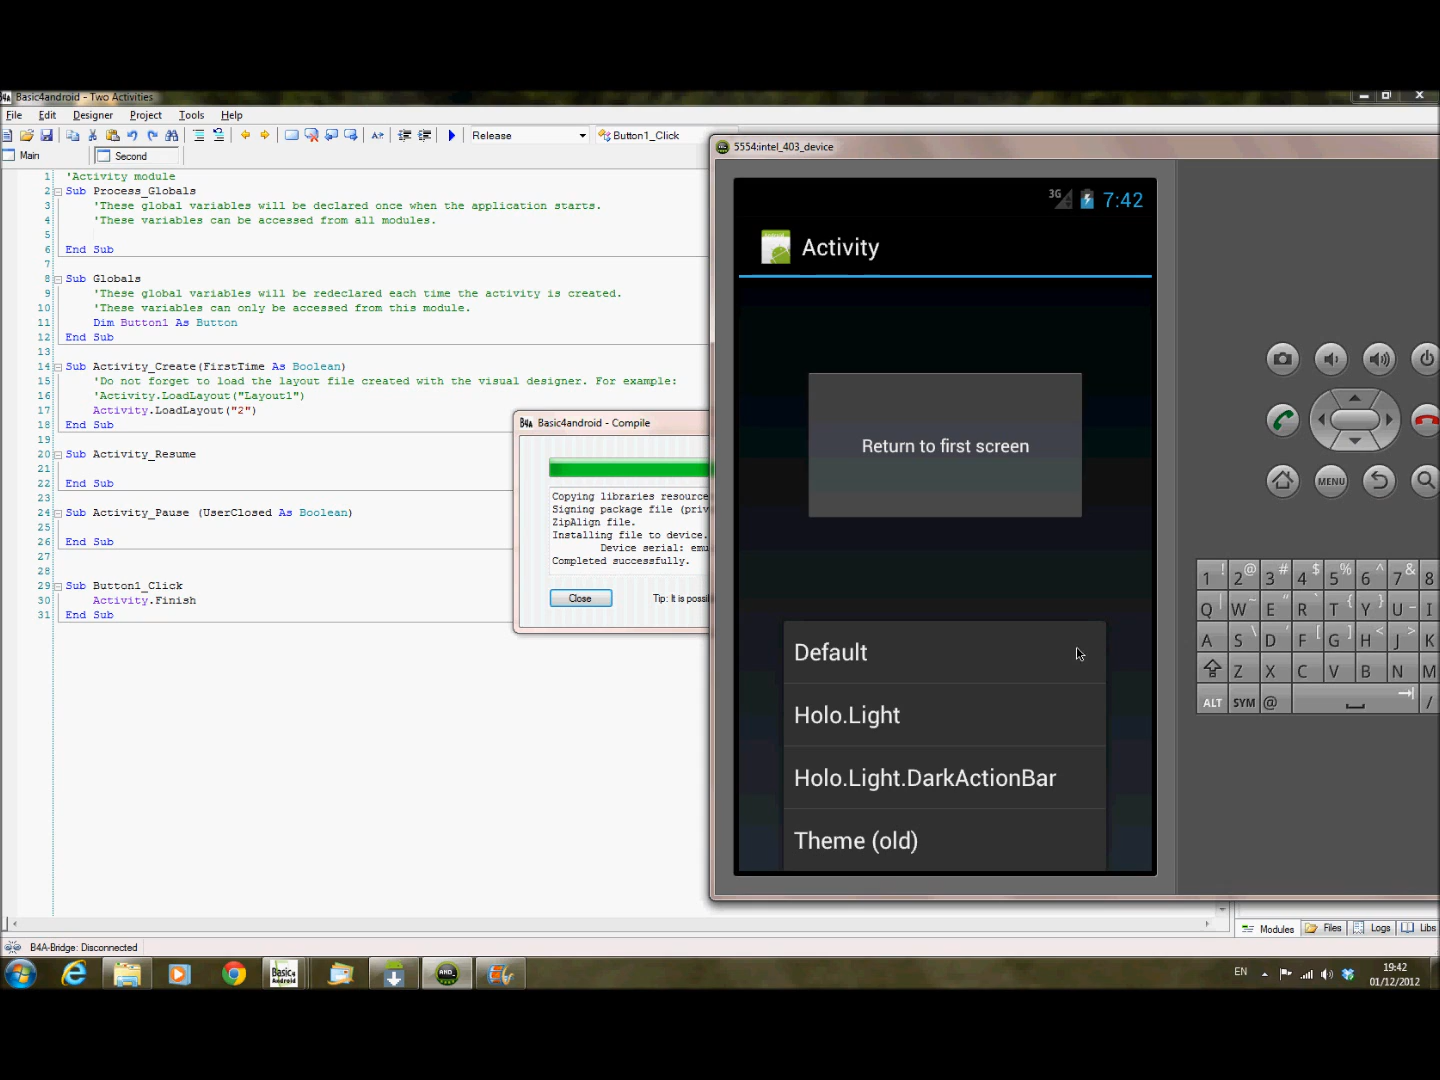 B4A Basic4android - Two Activities
File Edit Designer Project Tools Help
Release Button1_Click
Main Second
1 'Activity module
2 Sub Process_Globals
3 'These global variables will be declared once when the application starts.
4 'These variables can be accessed from all modules.
5
6 End Sub
7
8 Sub Globals
9 'These global variables will be redeclared each time the activity is created.
10 'These variables can only be accessed from this module.
11 Dim Button1 As Button
12 End Sub
13
14 Sub Activity_Create(FirstTime As Boolean)
15 'Do not forget to load the layout file created with the visual designer. For example:
16 'Activity.LoadLayout("Layout1")
17 Activity.LoadLayout("2")
18 End Sub
19
20 Sub Activity_Resume
21
22 End Sub
23
24 Sub Activity_Pause (UserClosed As Boolean)
25
26 End Sub
27
28
29 Sub Button1_Click
30 Activity.Finish
31 End Sub
B4A Basic4android - Compile
Copying libraries resource
Signing package file (priv
ZipAlign file.
Installing file to device.
Device serial: emu
Completed successfully.
Close Tip: It is possi
5554:intel_403_device
3G 7:42
Activity
Return to first screen
Default
Holo.Light
Holo.Light.DarkActionBar
Theme (old)
MENU
1 ! 2 @ 3 # 4 $ 5 % 6 ^ 7 & 8
Q | W ~ E " R ` T { Y } U _ I
A S \ D ' F [ G ] H < J > K
Z X C V B N M
ALT SYM @ /
Modules Files Logs Libs
B4A-Bridge: Disconnected
Basic4 Android
AND_
EN 19:42
01/12/2012